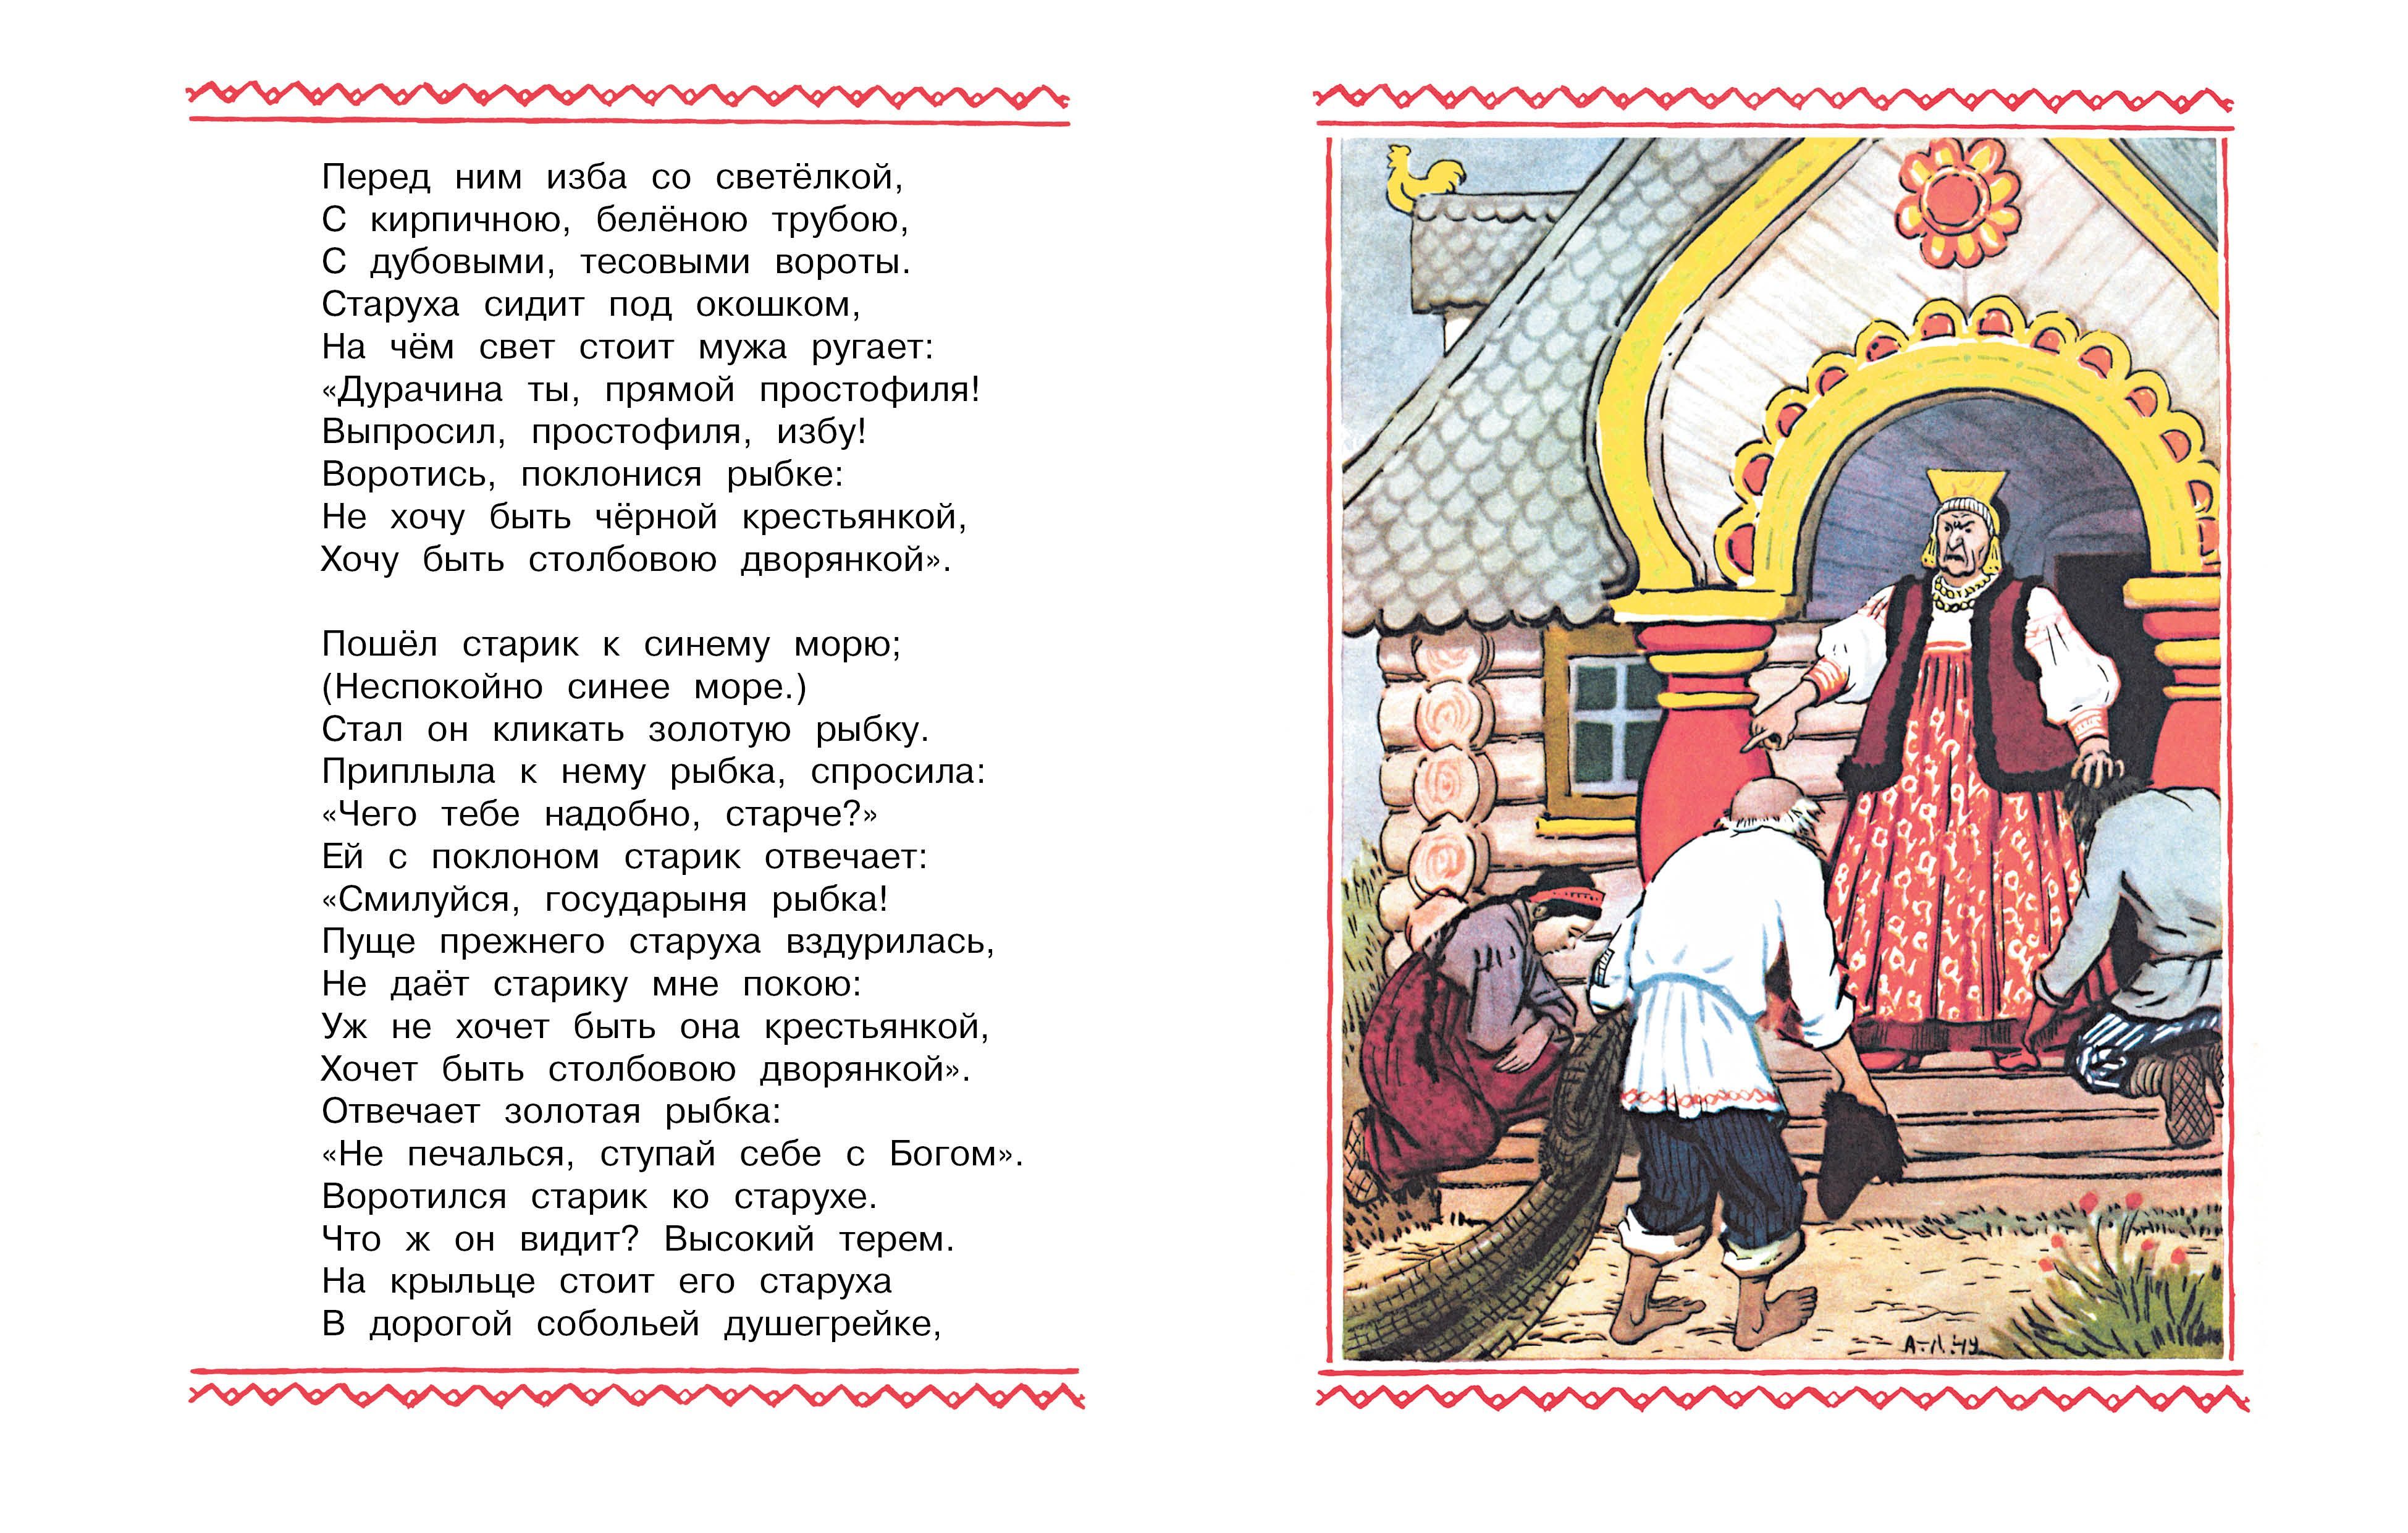 Перед ним изба со светёлкой,
С кирпичною, белёною трубою,
С дубовыми, тесовыми вороты.
Старуха сидит под окошком,
На чём свет стоит мужа ругает:
«Дурачина ты, прямой простофиля!
Выпросил, простофиля, избу!
Воротись, поклонися рыбке:
Не хочу быть чёрной крестьянкой,
Хочу быть столбовою дворянкой».
Пошёл старик к синему морю;
(Неспокойно синее море.)
Стал он кликать золотую рыбку.
Приплыла к нему рыбка, спросила:
«Чего тебе надобно, старче?»
Ей с поклоном старик отвечает:
«Смилуйся, государыня рыбка!
Пуще прежнего старуха вздурилась,
Не даёт старику мне покою:
Уж не хочет быть она крестьянкой,
Хочет быть столбовою дворянкой».
Отвечает золотая рыбка:
«Не печалься, ступай себе с Богом».
Воротился старик ко старухе.
Что ж он видит? Высокий терем.
На крыльце стоит его старуха
В дорогой собольей душегрейке,